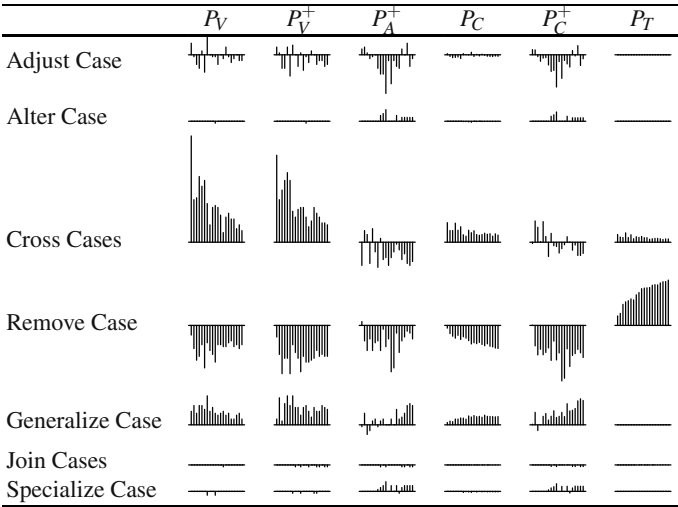 P_V P_V^+ P_A^+ P_C P_C^+ P_T
Adjust Case
Alter Case
Cross Cases
Remove Case
Generalize Case
Join Cases
Specialize Case